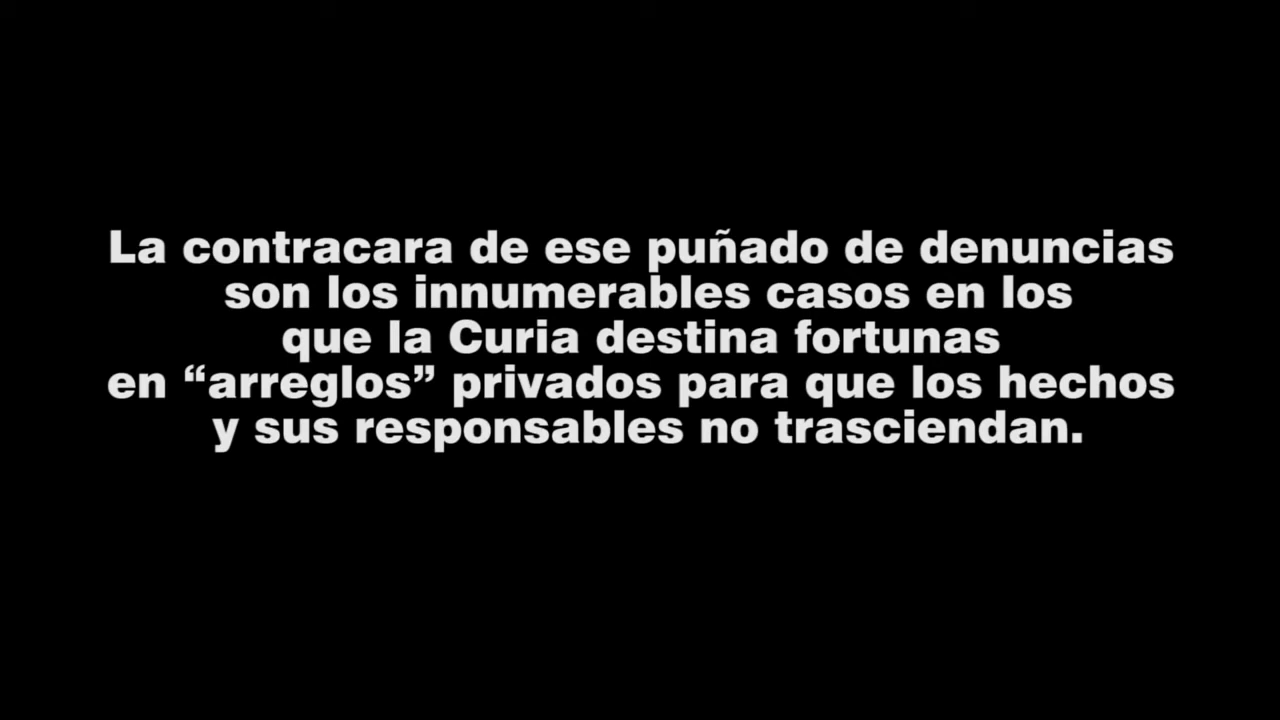 La contracara de ese puñado de denuncias
son los innumerables casos en los
que la Curia destina fortunas
en “arreglos” privados para que los hechos
y sus responsables no trasciendan.